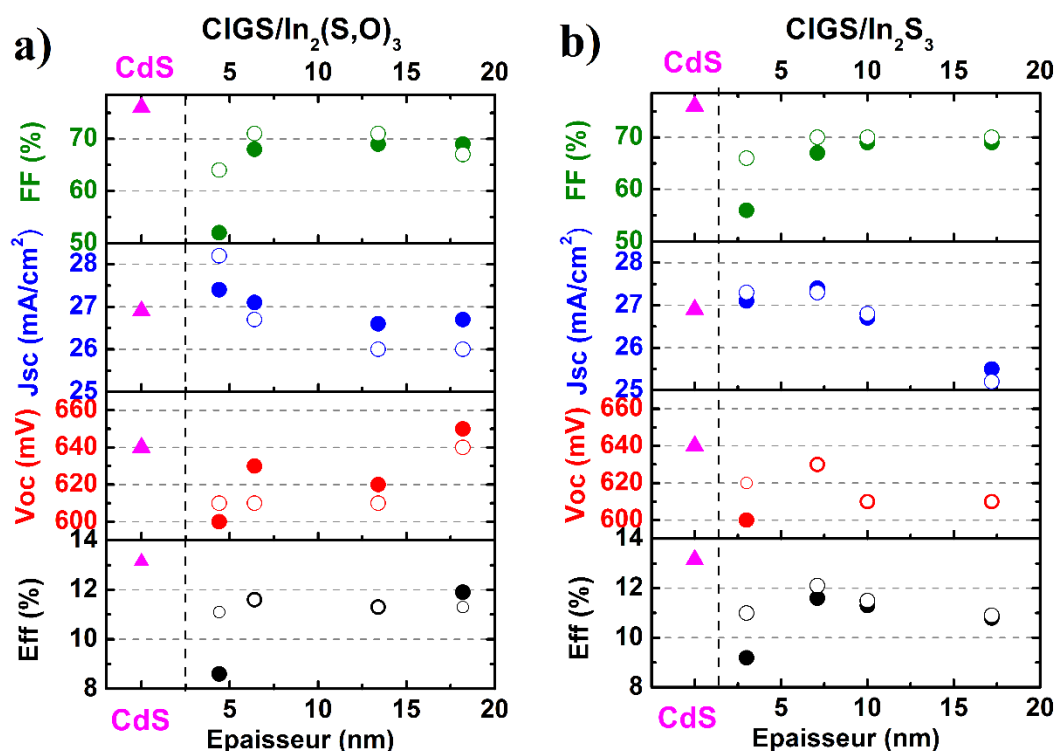 a)
CIGS/In₂(S,O)₃
CdS
5 10 15 20
FF (%)
70
60
50
Jsc (mA/cm²)
28
27
26
25
Voc (mV)
660
640
620
600
Eff (%)
14
12
10
8
CdS
5 10 15 20
Epaisseur (nm)
b)
CIGS/In₂S₃
CdS
5 10 15 20
FF (%)
70
60
50
Jsc (mA/cm²)
28
27
26
25
Voc (mV)
660
640
620
600
Eff (%)
14
12
10
8
CdS
5 10 15 20
Epaisseur (nm)